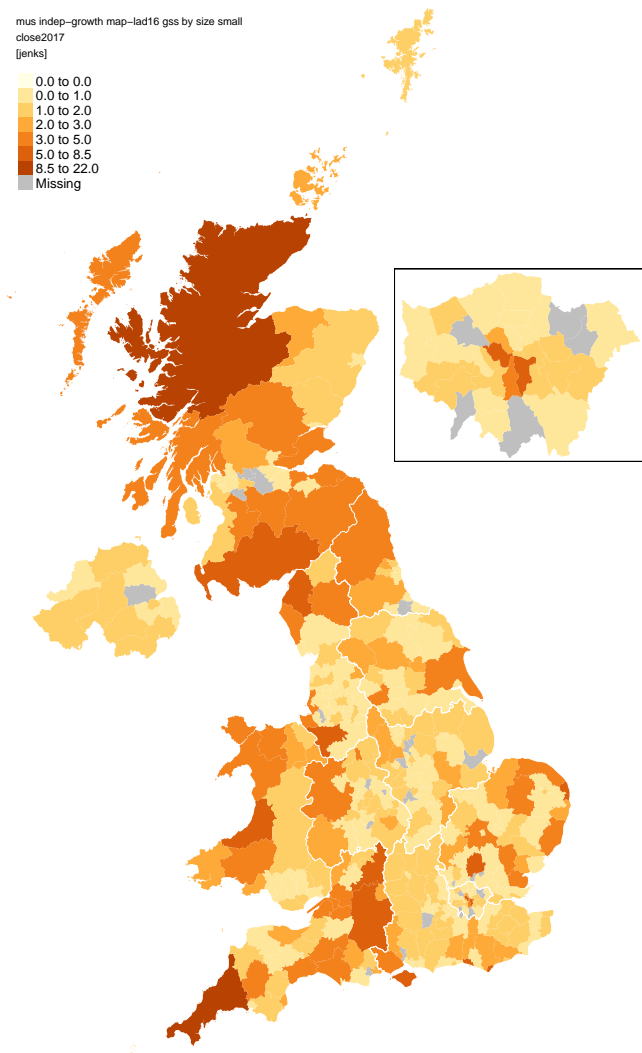 mus indep-growth map-lad16 gss by size small
close2017
[jenks]
0.0 to 0.0
0.0 to 1.0
1.0 to 2.0
2.0 to 3.0
3.0 to 5.0
5.0 to 8.5
8.5 to 22.0
Missing